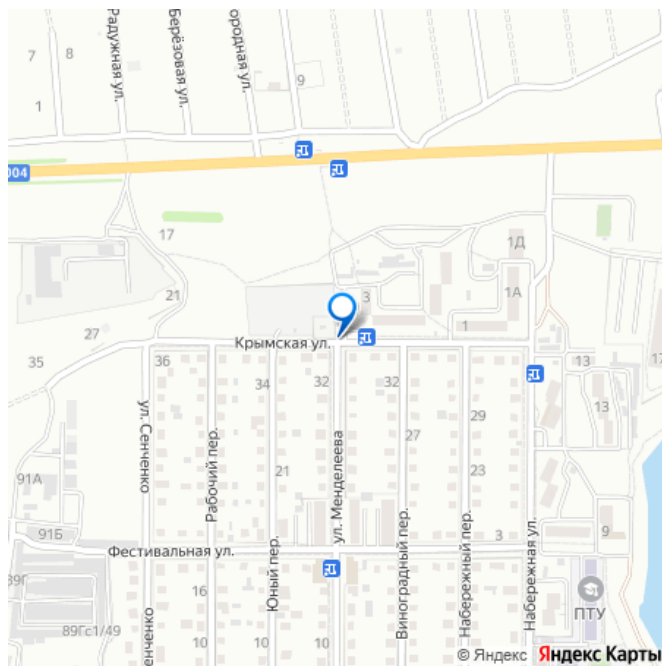 Радужная ул.
Берёзовая ул.
ородная ул.
7
8
9
1
004
17
1Д
21
3
1А
1
27
Крымская ул.
35
36
34
32
32
13
17
13
ул. Сенченко
Рабочий пер.
ул. Менделеева
29
27
21
23
91А
91Б
Фестивальная ул.
3
9
Юный пер.
Виноградный пер.
Набережный пер.
Набережная ул.
89Г
16
ПТУ
89Гс1/49
енченко
10
10
10
10
© Яндекс Яндекс Карты